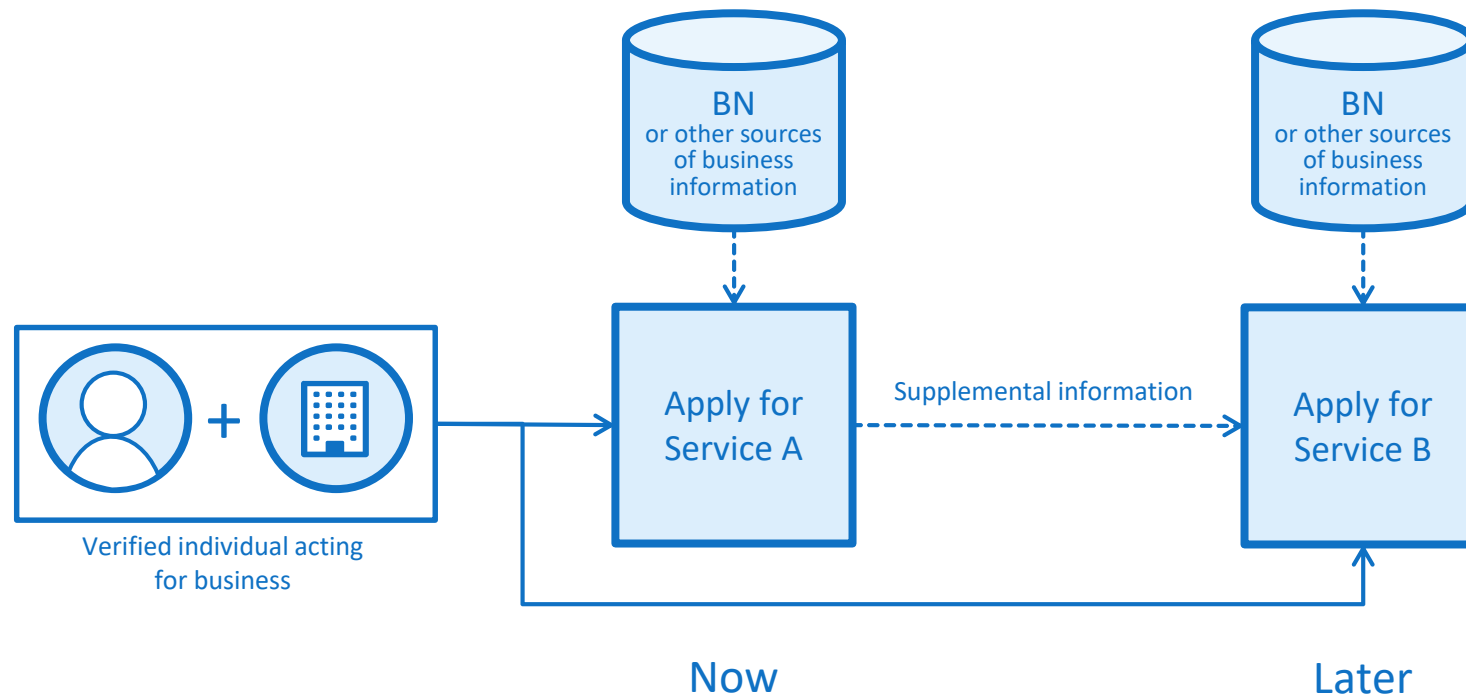 BN
or other sources
of business
information
BN
or other sources
of business
information
Apply for
Service A
Supplemental information
Apply for
Service B
Verified individual acting
for business
Now
Later